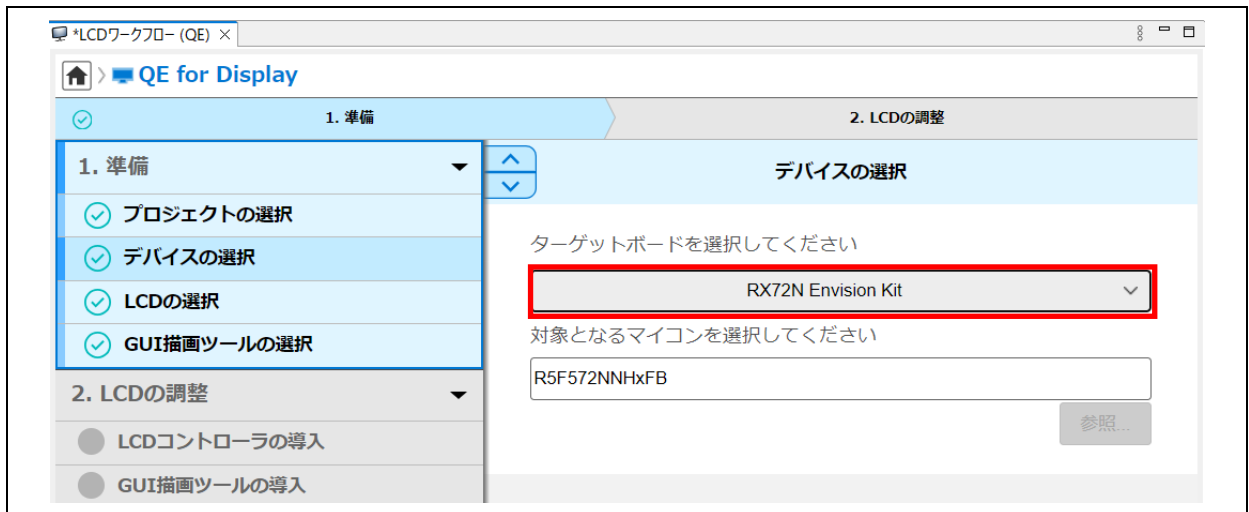 *LCDワークフロー (QE)
QE for Display
1. 準備
2. LCDの調整
1. 準備
プロジェクトの選択
デバイスの選択
LCDの選択
GUI描画ツールの選択
2. LCDの調整
LCDコントローラの導入
GUI描画ツールの導入
デバイスの選択
ターゲットボードを選択してください
RX72N Envision Kit
対象となるマイコンを選択してください
R5F572NNHxFB
参照...